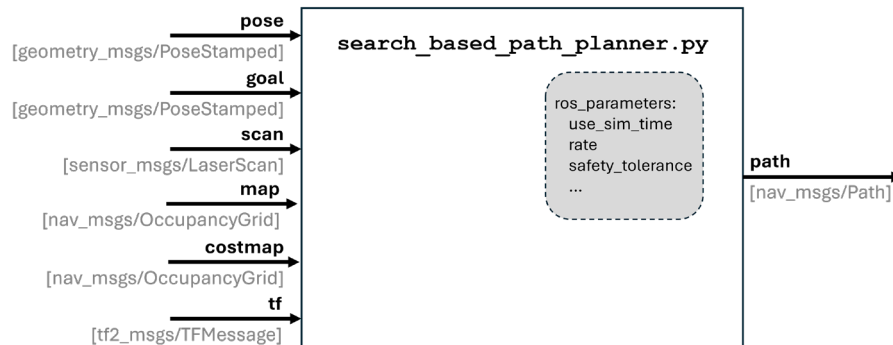 pose
[geometry_msgs/PoseStamped]
goal
[geometry_msgs/PoseStamped]
scan
[sensor_msgs/LaserScan]
map
[nav_msgs/OccupancyGrid]
costmap
[nav_msgs/OccupancyGrid]
tf
[tf2_msgs/TFMessage]
search_based_path_planner.py
ros_parameters:
use_sim_time
rate
safety_tolerance
...
path
[nav_msgs/Path]